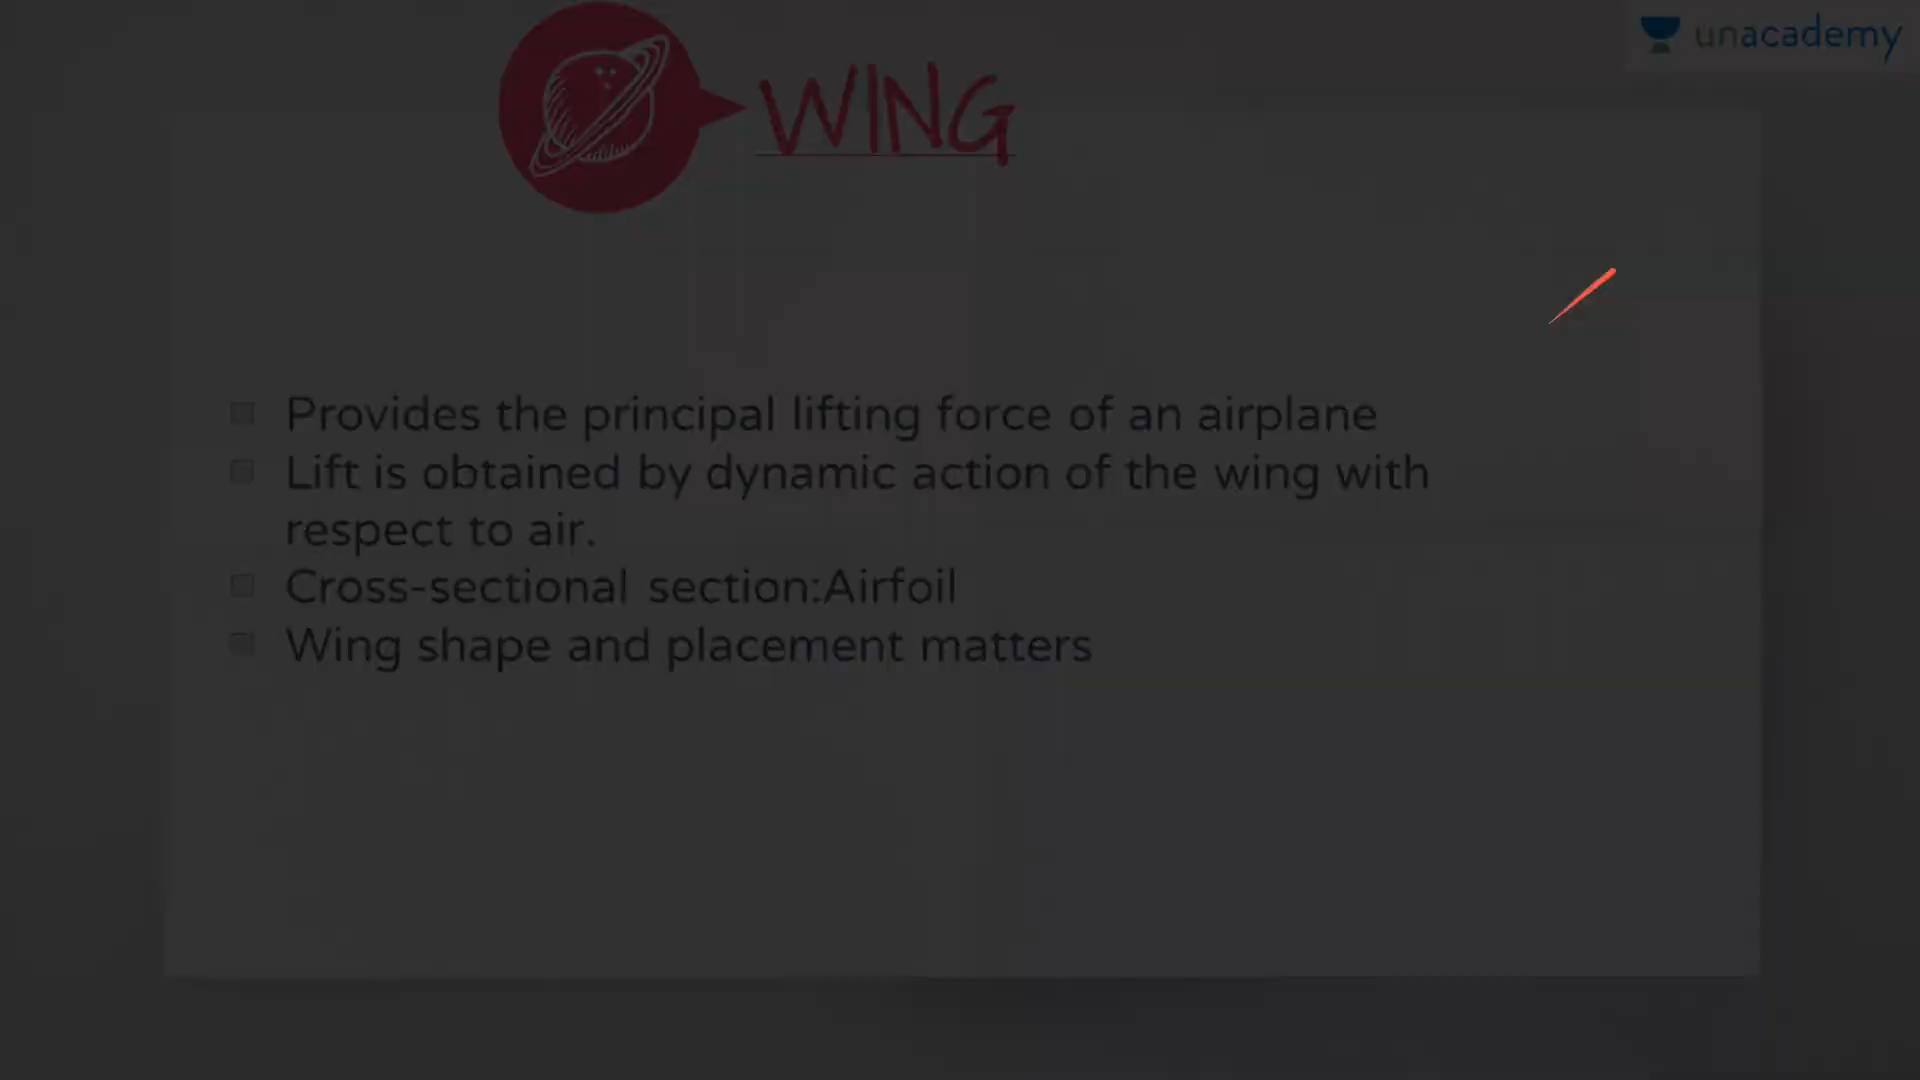 unacademy
WING
Provides the principal lifting force of an airplane
Lift is obtained by dynamic action of the wing with
respect to air.
Cross-sectional section:Airfoil
Wing shape and placement matters